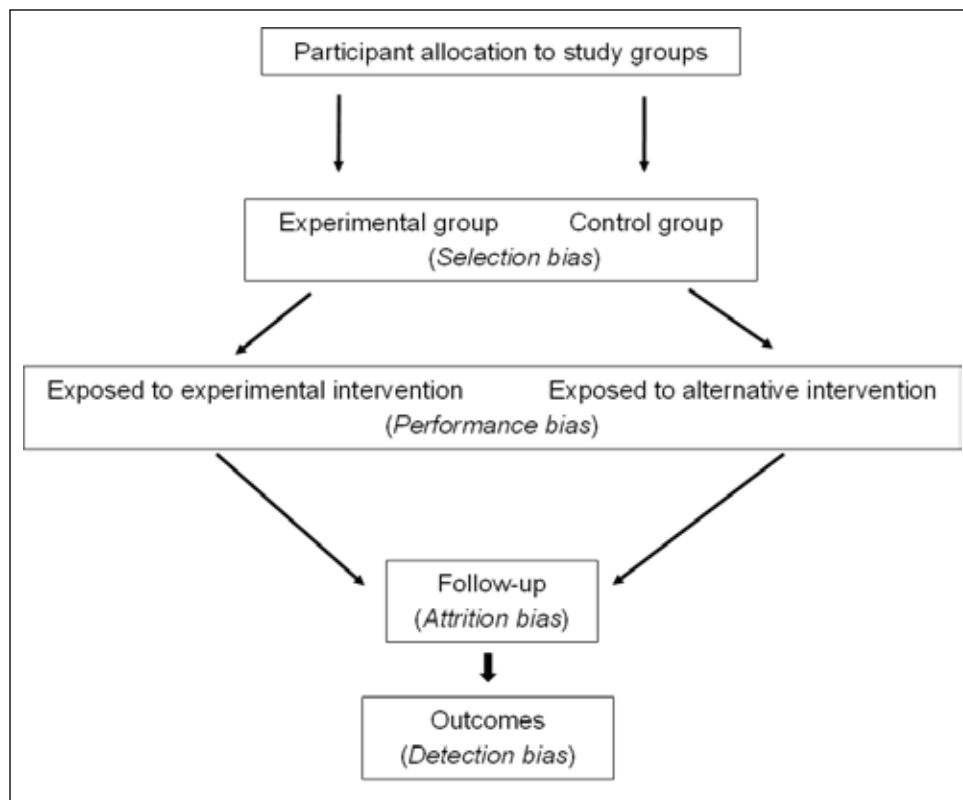 Participant allocation to study groups
Experimental group Control group
(Selection bias)
Exposed to experimental intervention Exposed to alternative intervention
(Performance bias)
Follow-up
(Attrition bias)
Outcomes
(Detection bias)